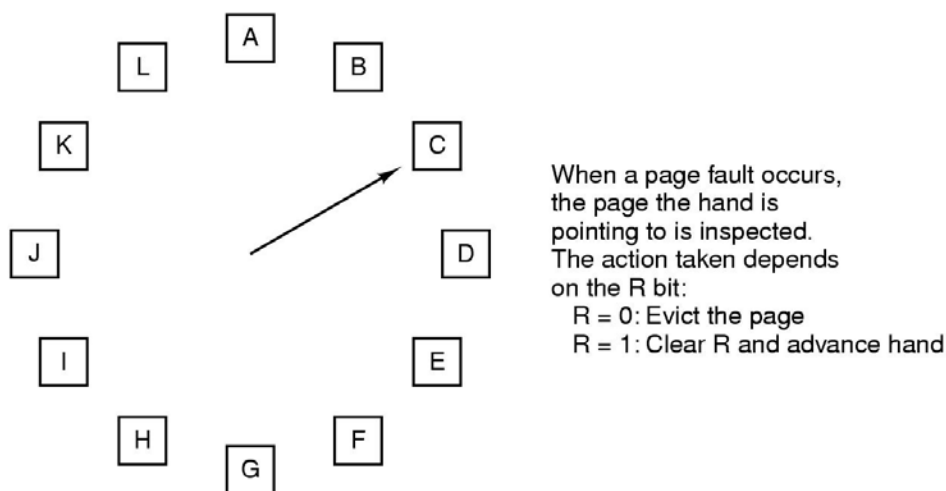 A
L
B
K
C
When a page fault occurs,
the page the hand is
pointing to is inspected.
The action taken depends
on the R bit:
R = 0: Evict the page
R = 1: Clear R and advance hand
J
D
I
E
H
F
G